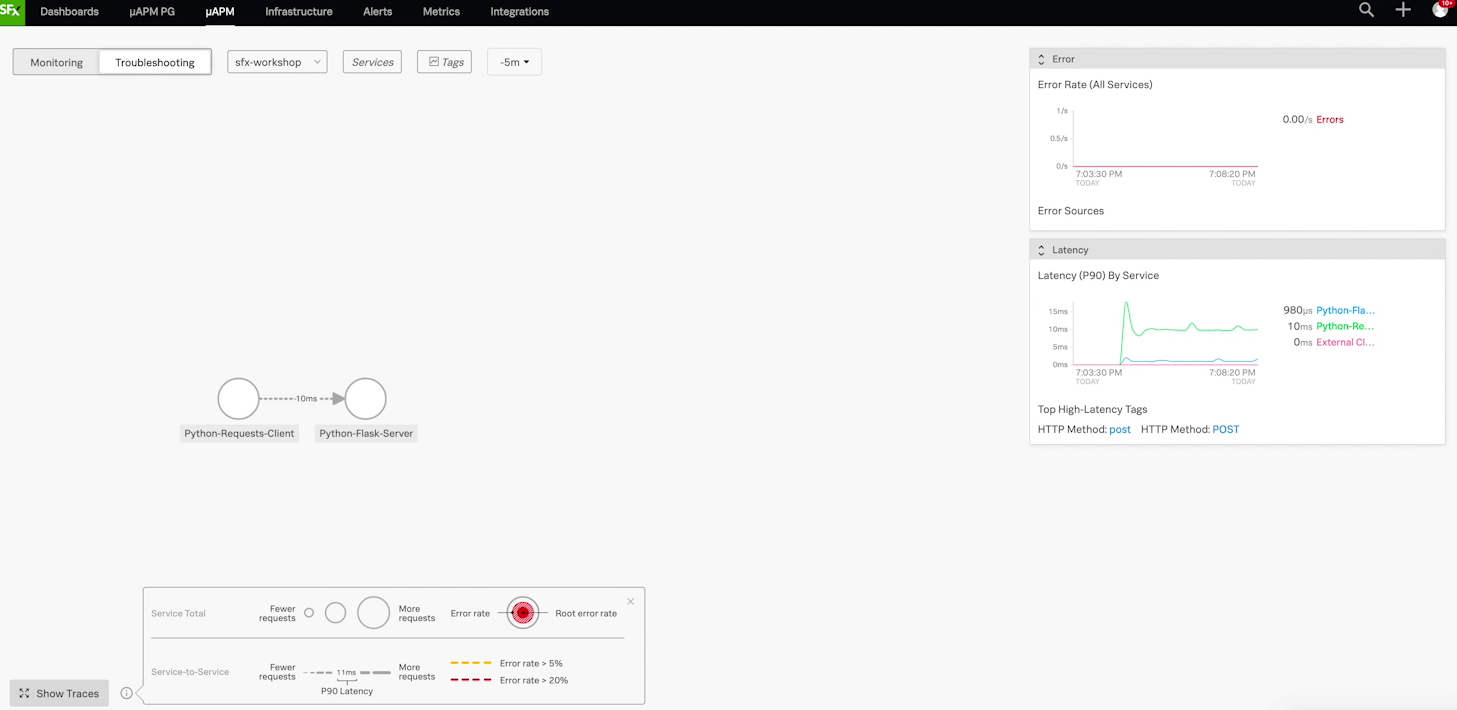 SFx Dashboards µAPM PG µAPM Infrastructure Alerts Metrics Integrations 10+
Monitoring Troubleshooting sfx-workshop Services Tags -5m
Error
Error Rate (All Services)
1/s
0.5/s
0/s
7:03:30 PM 7:08:20 PM
TODAY TODAY
0.00/s Errors
Error Sources
Latency
Latency (P90) By Service
15ms
10ms
5ms
0ms
7:03:30 PM 7:08:20 PM
TODAY TODAY
980µs Python-Fla...
10ms Python-Re...
0ms External Cl...
Top High-Latency Tags
HTTP Method: post HTTP Method: POST
10ms
Python-Requests-Client Python-Flask-Server
Service Total
Fewer
requests
More
requests
Error rate
Root error rate
Service-to-Service
Fewer
requests
11ms
P90 Latency
More
requests
Error rate > 5%
Error rate > 20%
Show Traces